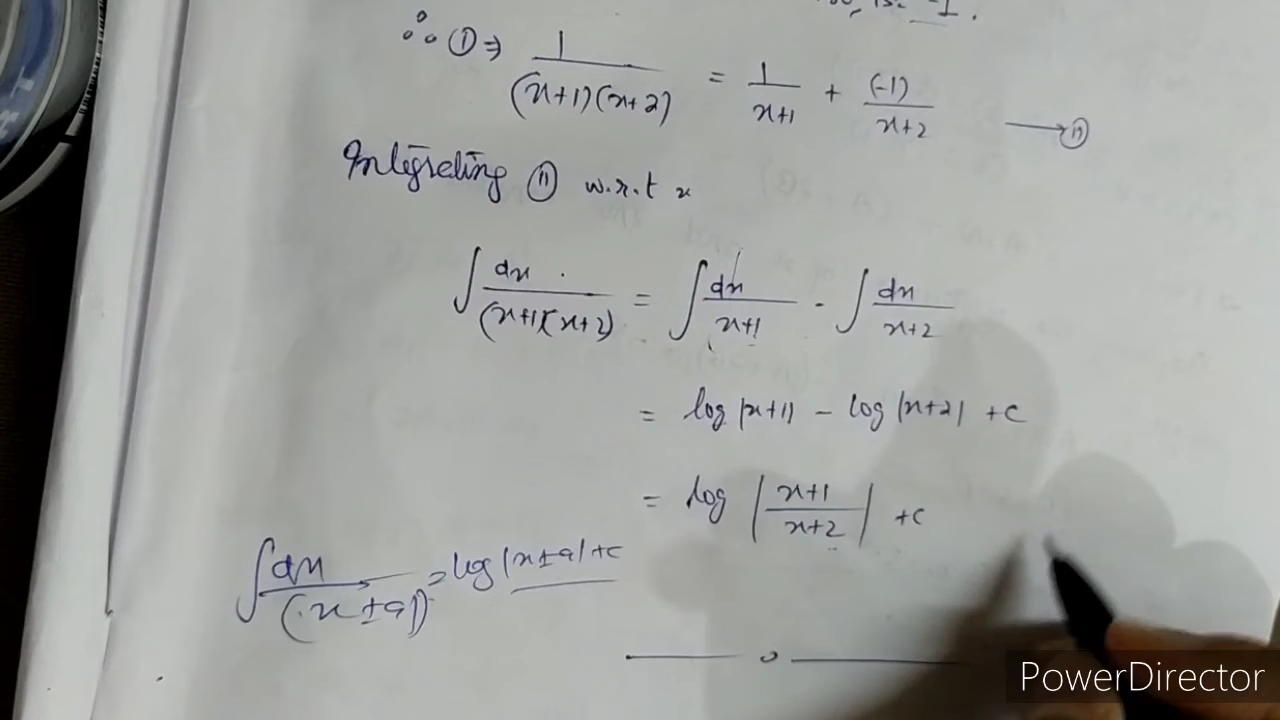 -1.
∴ ① ⇒ 1/((x+1)(x+2)) = 1/(x+1) + (-1)/(x+2) → ⑪
Integrating ⑪ w.r.t x
∫ dx/((x+1)(x+2)) = ∫ dx/(x+1) - ∫ dx/(x+2)
= log |x+1| - log |x+2| + c
= log |(x+1)/(x+2)| + c
∫ dx/(x±a) = log |x±a| + c
PowerDirector